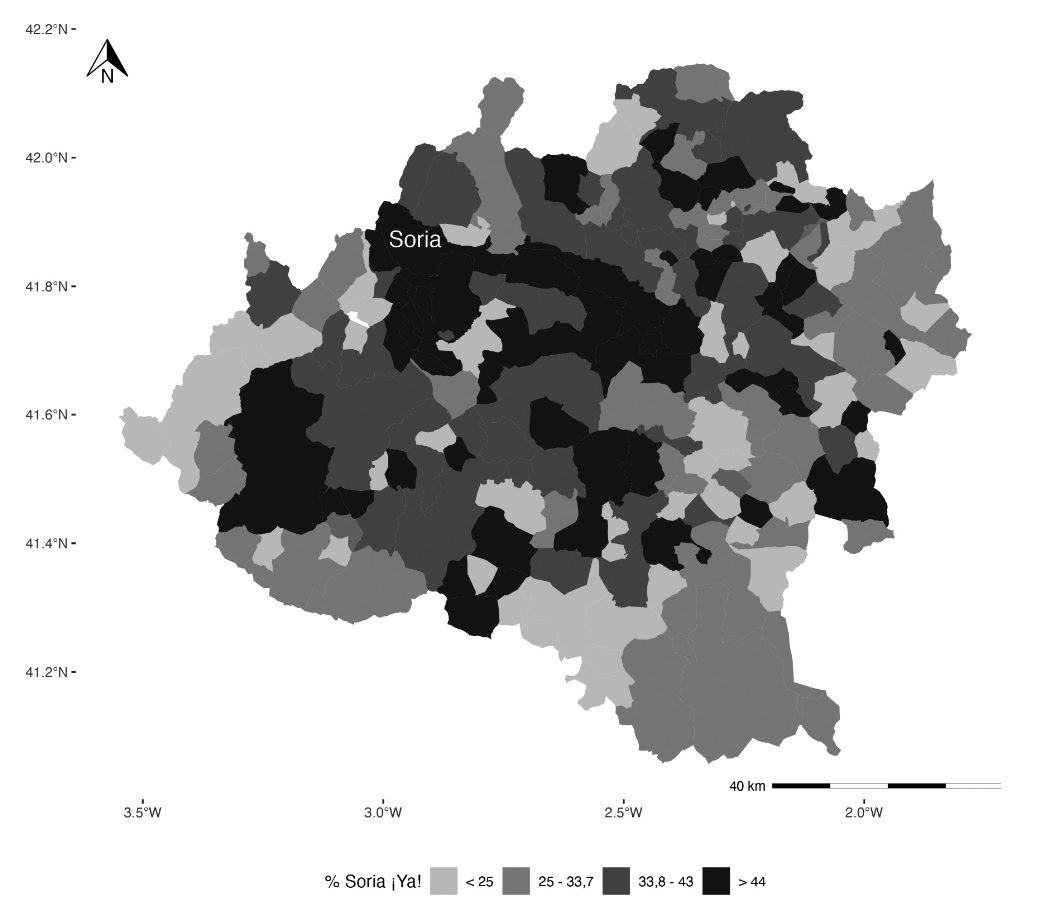 42.2°N
N
42.0°N
Soria
41.8°N
41.6°N
41.4°N
41.2°N
40 km
3.5°W 3.0°W 2.5°W 2.0°W
% Soria ¡Ya! < 25 25 - 33,7 33,8 - 43 > 44